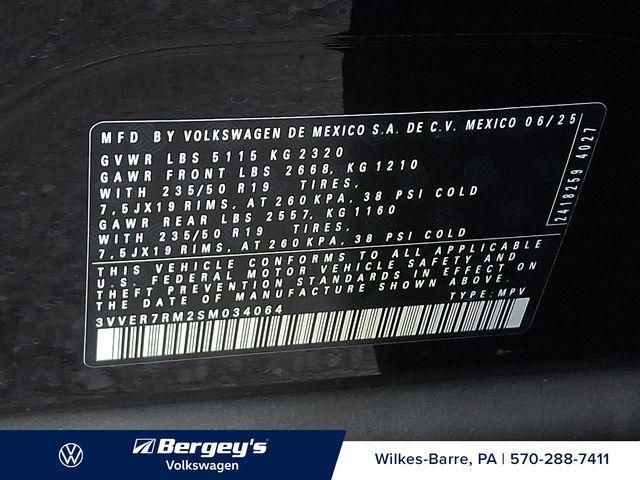 MFD BY VOLKSWAGEN DE MEXICO S.A. DE C.V. MEXICO 06/25
GVWR LBS 5115 KG 2320
GAWR FRONT LBS 2668, KG 1210
WITH 235/50 R19 TIRES,
7,5JX19 RIMS, AT 260 KPA, 38 PSI COLD
GAWR REAR LBS 2557, KG 1160
WITH 235/50 R19 TIRES,
7,5JX19 RIMS, AT 260 KPA, 38 PSI COLD
THIS VEHICLE CONFORMS TO ALL APPLICABLE
U.S. FEDERAL MOTOR VEHICLE SAFETY AND
THEFT PREVENTION STANDARDS IN EFFECT ON
THE DATE OF MANUFACTURE SHOWN ABOVE.
3VVER7RM2SM034064 TYPE: MPV
2418259 4027
Bergey's
Volkswagen
Wilkes-Barre, PA | 570-288-7411